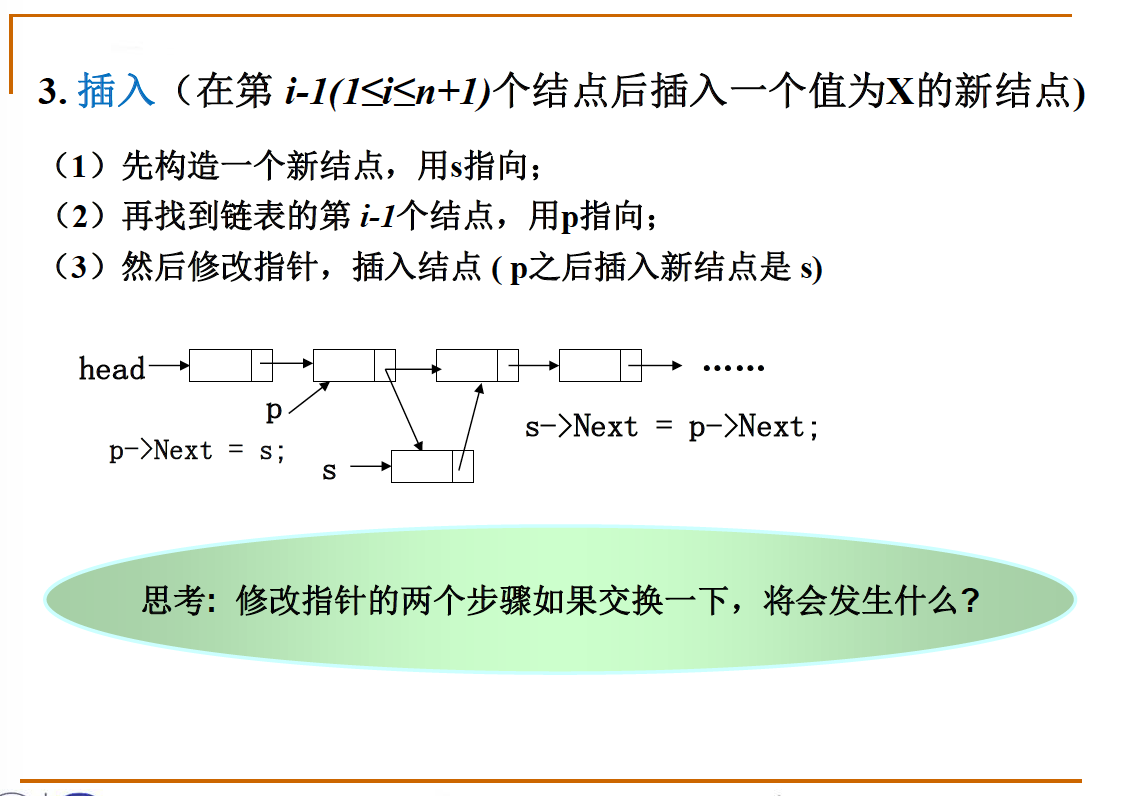 3. 插入（在第 i-1(1≤i≤n+1)个结点后插入一个值为X的新结点)
（1）先构造一个新结点，用s指向；
（2）再找到链表的第 i-1个结点，用p指向；
（3）然后修改指针，插入结点 ( p之后插入新结点是 s)
head
……
p
s->Next = p->Next;
p->Next = s;
s
思考：修改指针的两个步骤如果交换一下，将会发生什么？